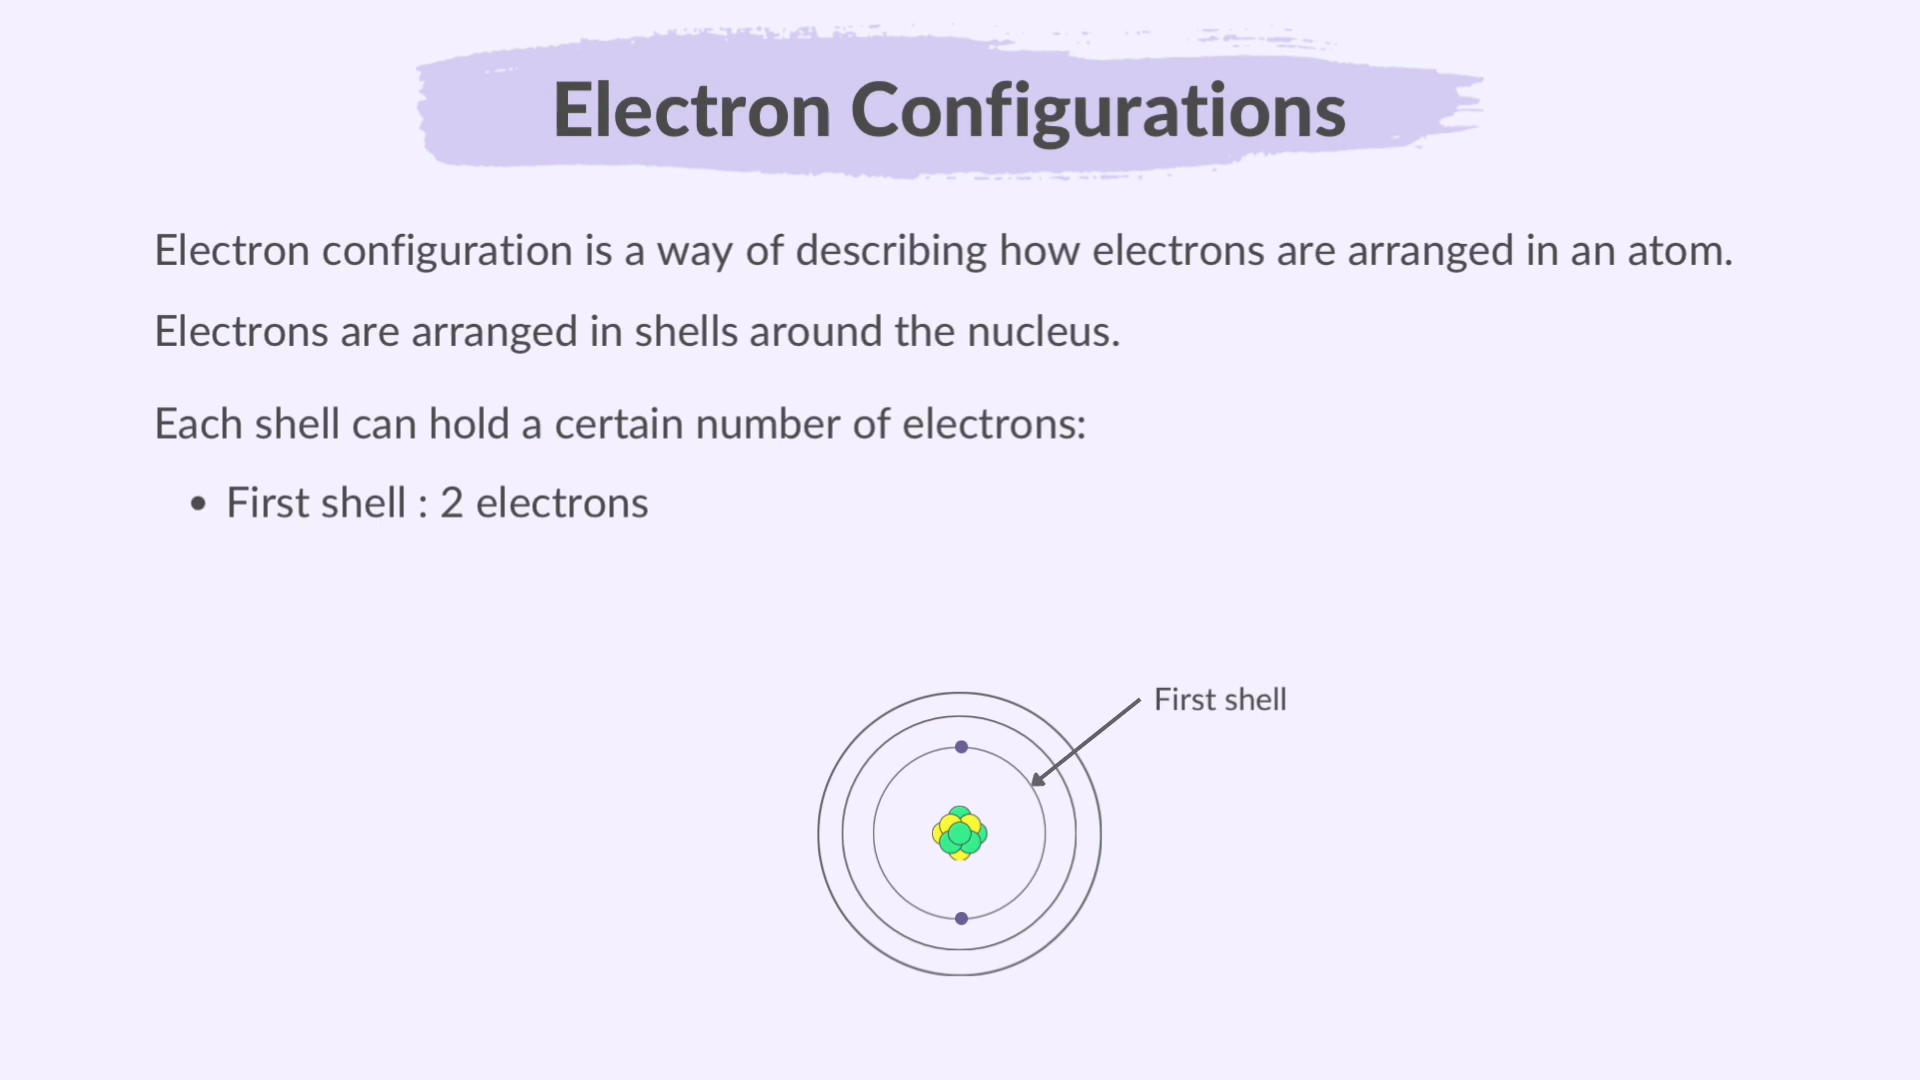 Electron Configurations
Electron configuration is a way of describing how electrons are arranged in an atom.
Electrons are arranged in shells around the nucleus.
Each shell can hold a certain number of electrons:
• First shell : 2 electrons
First shell